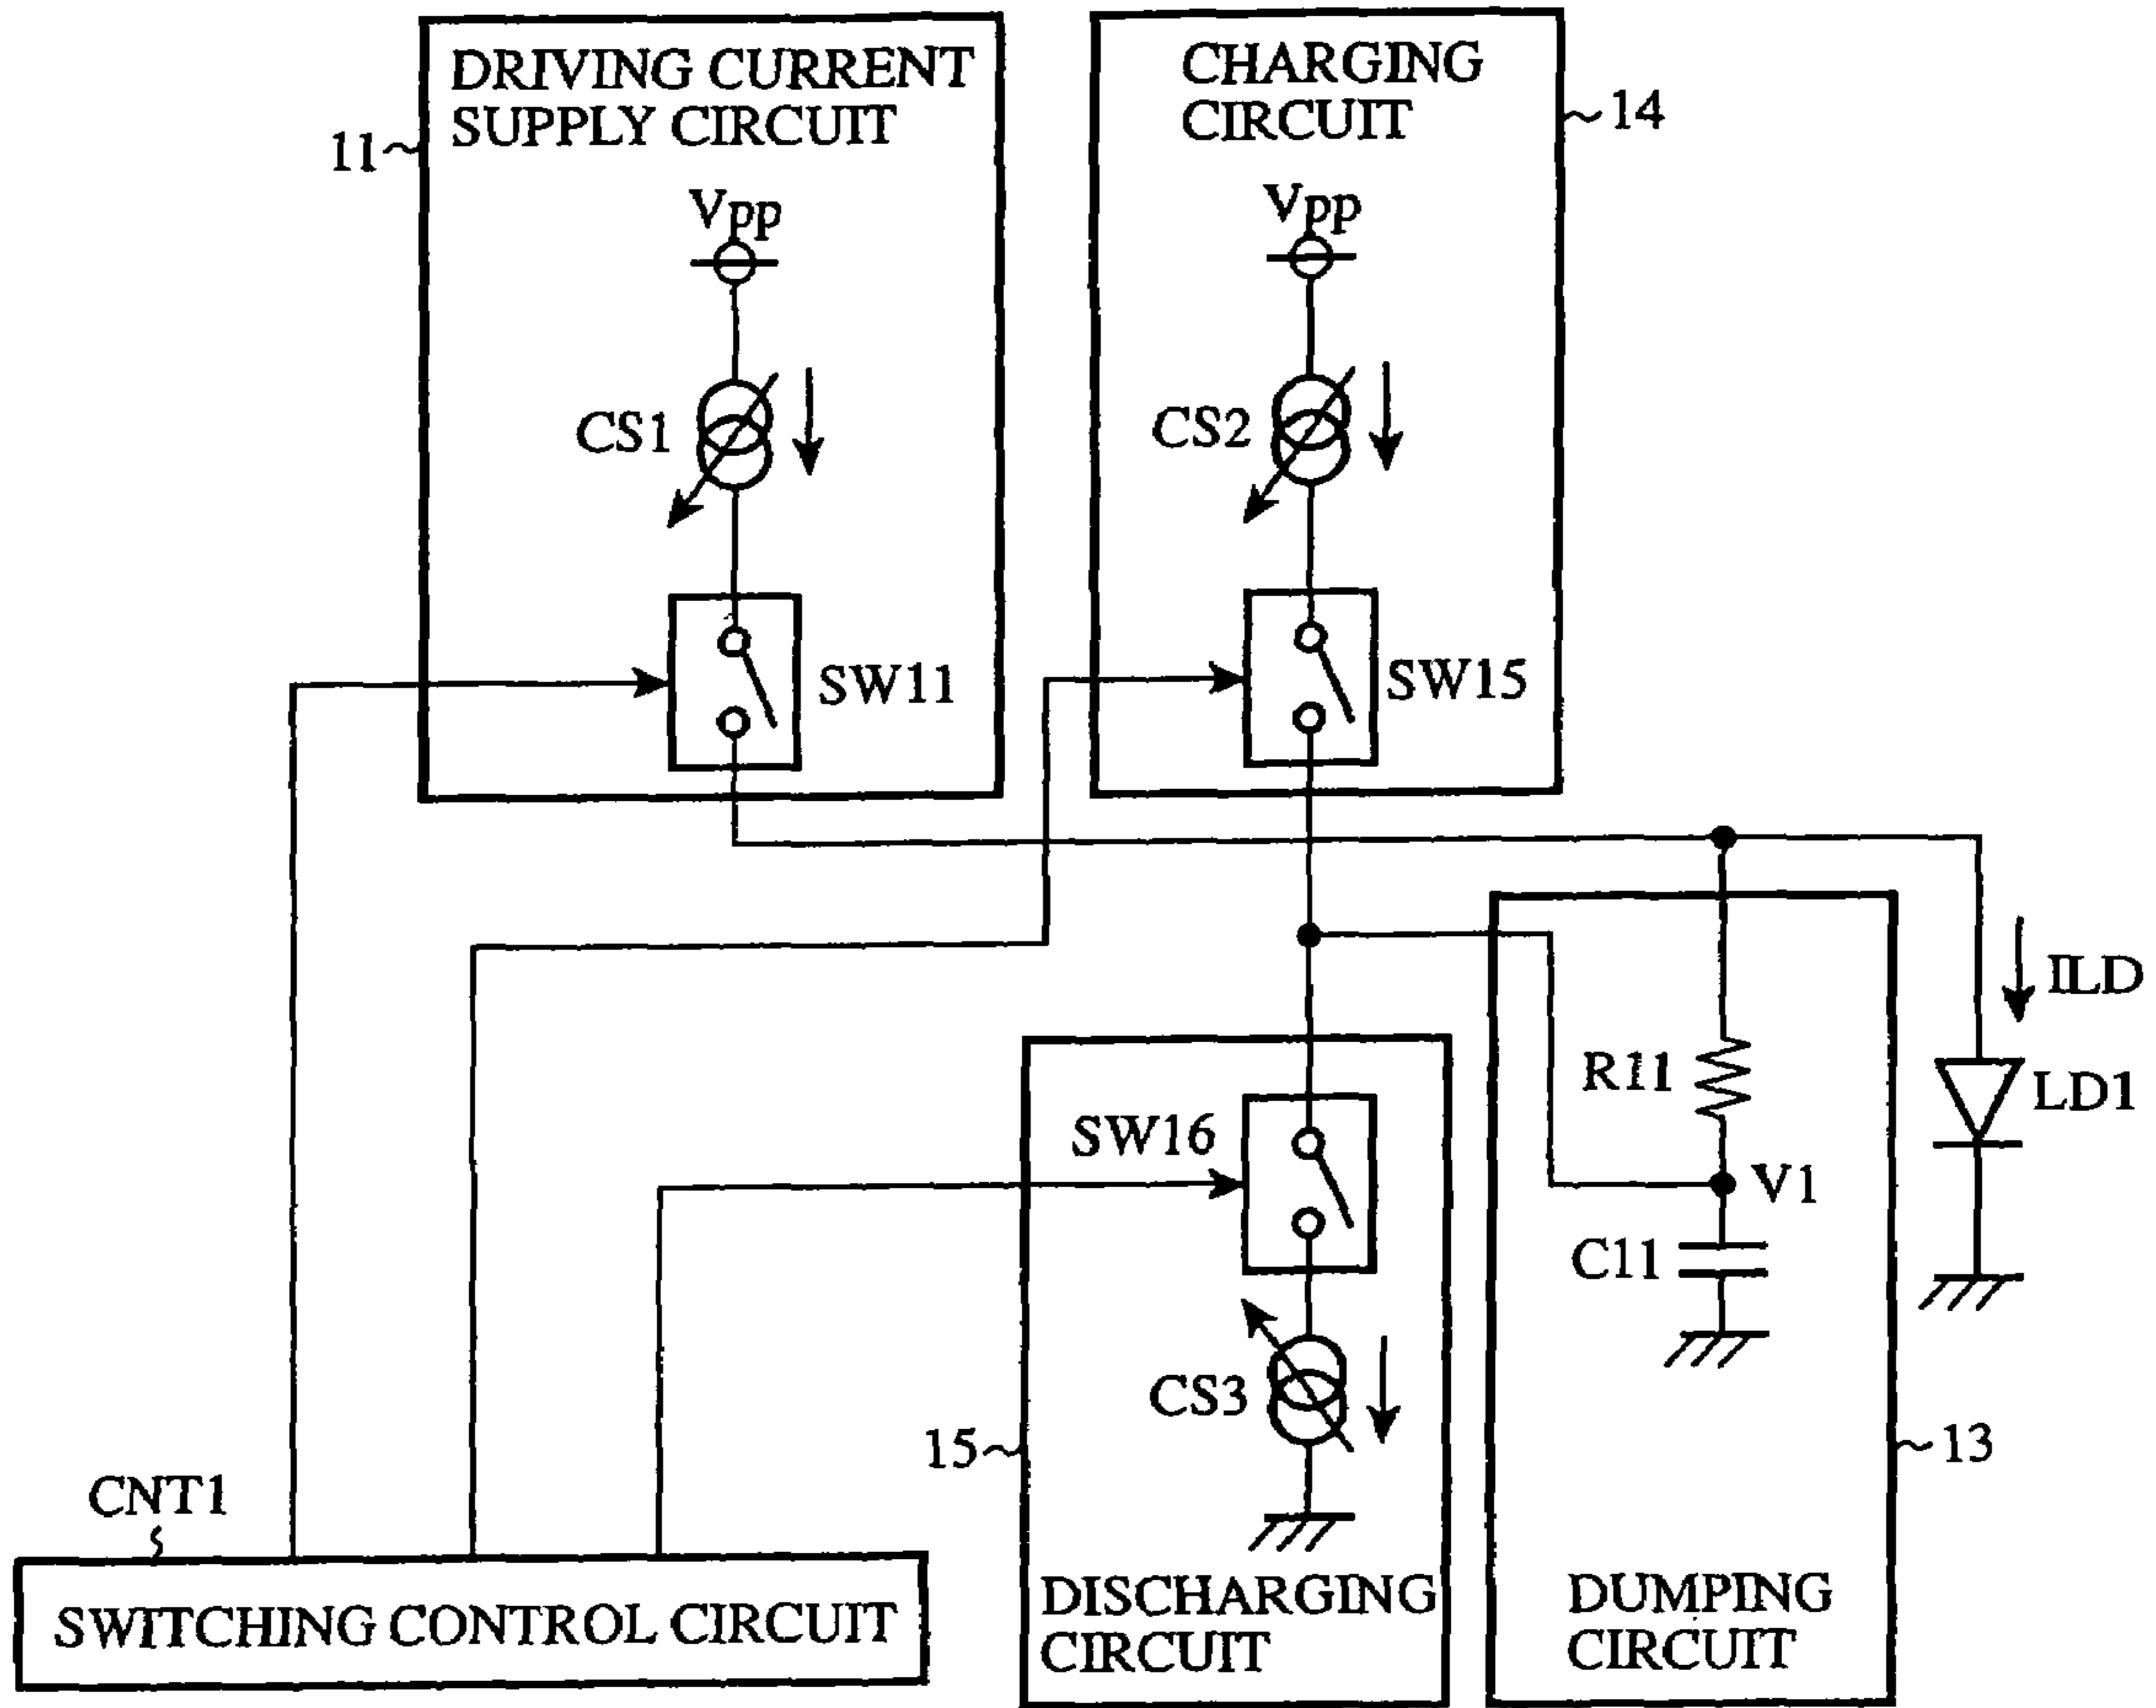 DRIVING CURRENT
SUPPLY CIRCUIT
11
Vpp
CS1
SW11
CHARGING
CIRCUIT
14
Vpp
CS2
SW15
ILD
R11
LD1
V1
C11
SW16
CS3
15
13
CNT1
SWITCHING CONTROL CIRCUIT
DISCHARGING
CIRCUIT
DUMPING
CIRCUIT